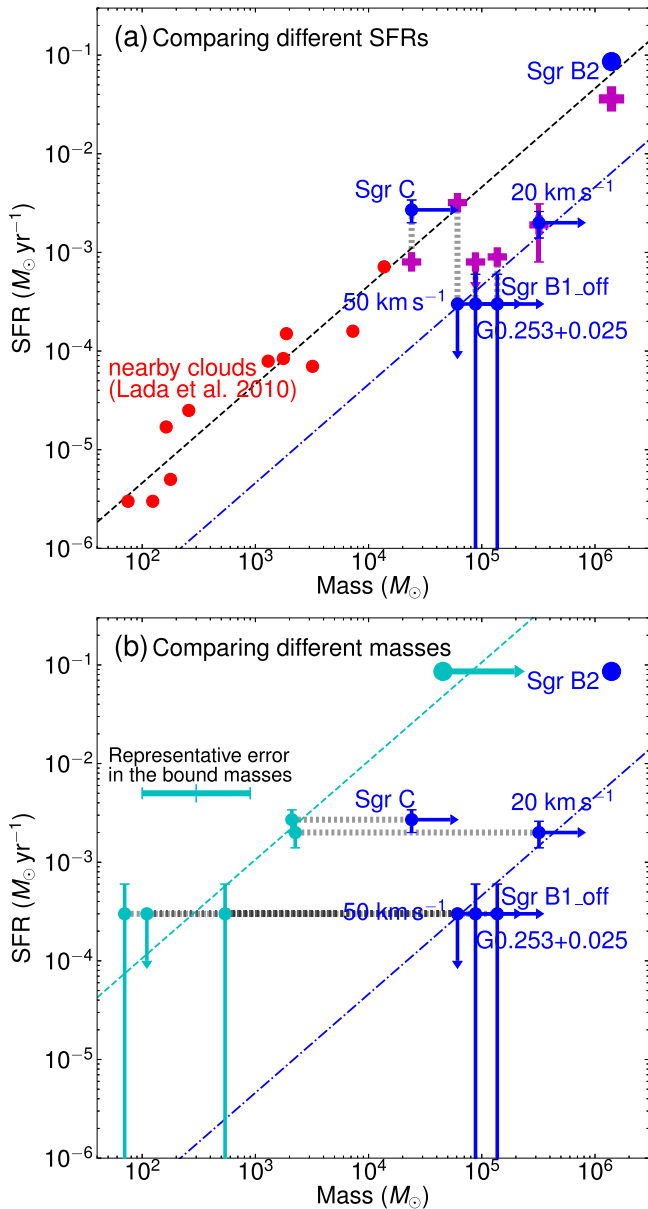 (a) Comparing different SFRs
10⁻¹
Sgr B2
10⁻²
Sgr C
20 km s⁻¹
10⁻³
50 km s⁻¹
Sgr B1_off
G0.253+0.025
10⁻⁴
nearby clouds
(Lada et al. 2010)
10⁻⁵
10⁻⁶
SFR (M⊙ yr⁻¹)
10² 10³ 10⁴ 10⁵ 10⁶
Mass (M⊙)
(b) Comparing different masses
10⁻¹
Sgr B2
Representative error
in the bound masses
10⁻²
Sgr C
20 km s⁻¹
10⁻³
50 km s⁻¹
Sgr B1_off
G0.253+0.025
10⁻⁴
10⁻⁵
10⁻⁶
SFR (M⊙ yr⁻¹)
10² 10³ 10⁴ 10⁵ 10⁶
Mass (M⊙)